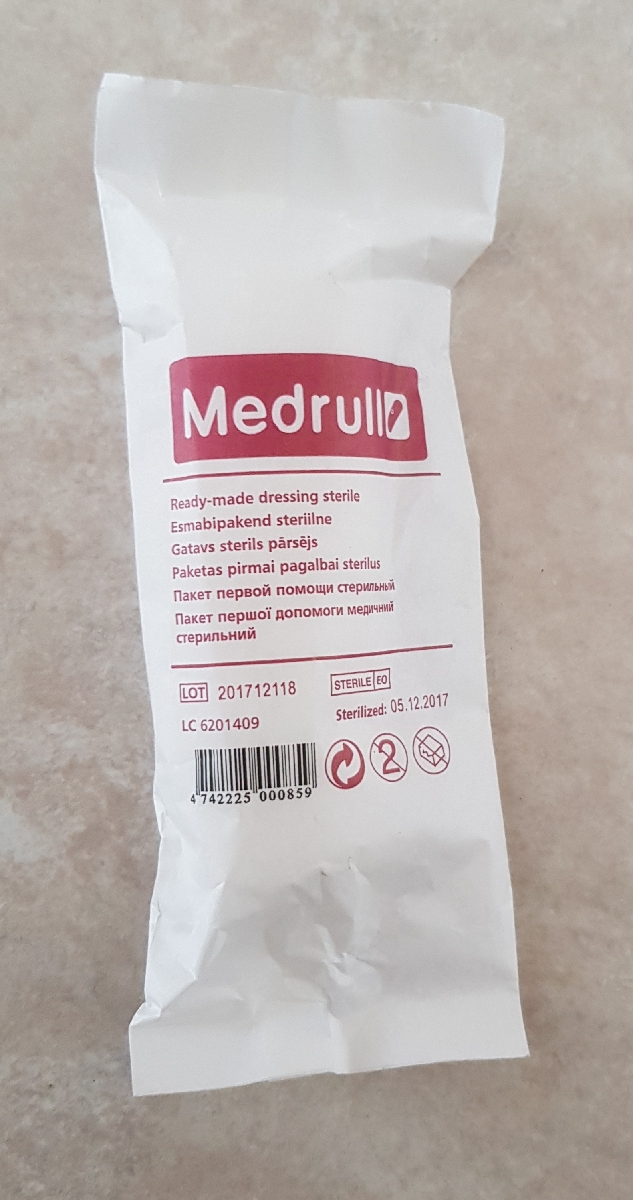 Medrull
Ready-made dressing sterile
Esmabipakend steriilne
Gatavs sterils pārsējs
Paketas pirmai pagalbai sterilus
Пакет первой помощи стерильный
Пакет першої допомоги медичний
стерильний
LOT 201712118
STERILE EO
LC 6201409
Sterilized: 05.12.2017
2
4 742225 000859